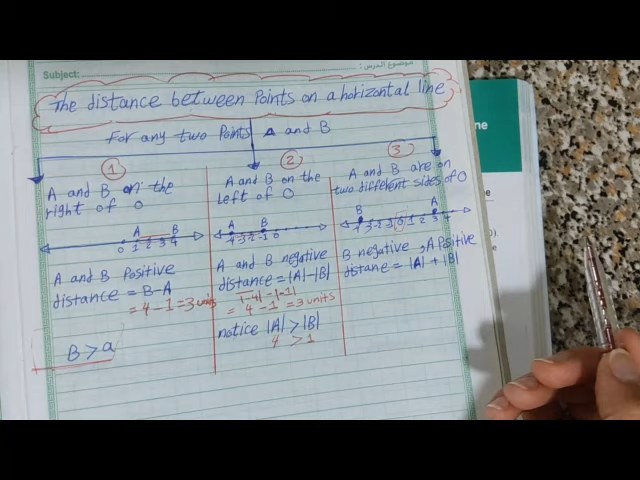 موضوع الدرس:
Subject:
The distance between Points on a horizontal line
For any two Points A and B
1
A and B on the
right of 0
A B
0 1 2 3 4
A and B Positive
distance = B-A
= 4-1=3 units
B > a
2
A and B on the
left of 0
A B
-4 -3 -2 -1 0
A and B negative
distance = |A|-|B|
|-4|-|-1|
= 4-1=3 units
notice |A| > |B|
4 > 1
3
A and B are on
two different sides of 0
B A
-4 -3 -2 -1 0 1 2 3 4
B negative, A Positive
distane = |A| + |B|
ne